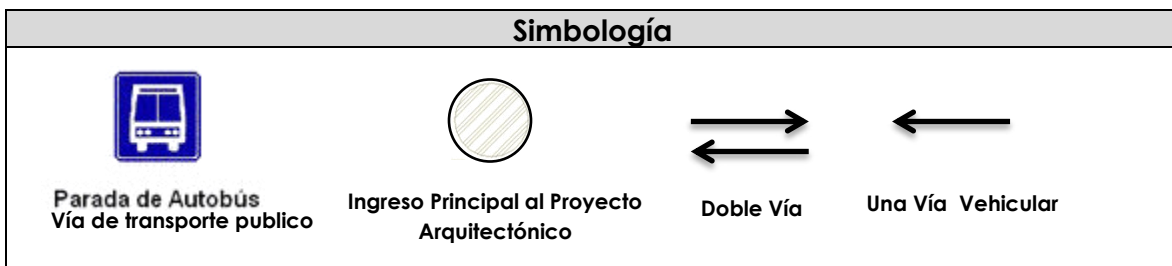 Simbología
Parada de Autobús
Vía de transporte publico
Ingreso Principal al Proyecto
Arquitectónico
Doble Vía
Una Vía Vehicular